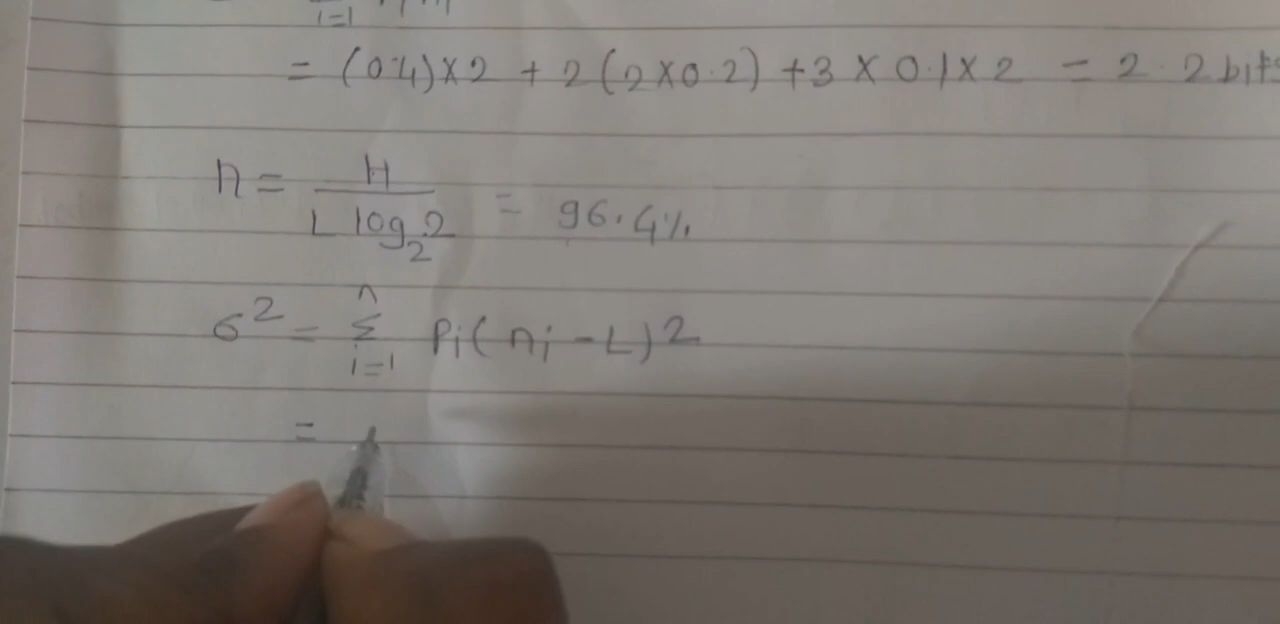 i=1
= (0.4)×2 + 2(2×0.2) +3 × 0.1×2 = 2.2 bits
η = H / L log₂2 = 96.4%
σ² = n Σ i=1 Pi(ni - L)²
=